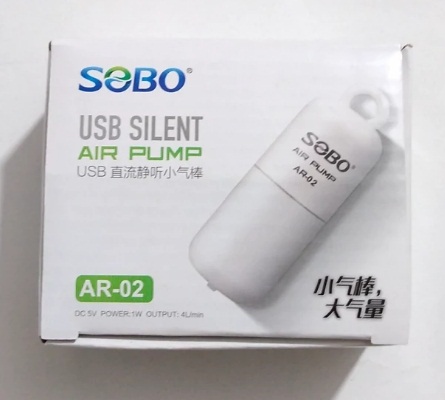 SOBO®
USB SILENT
AIR PUMP
USB 直流静听小气棒
SOBO®
AIR PUMP
AR-02
AR-02
DC 5V POWER:1W OUTPUT: 4L/min
小气棒,
大气量